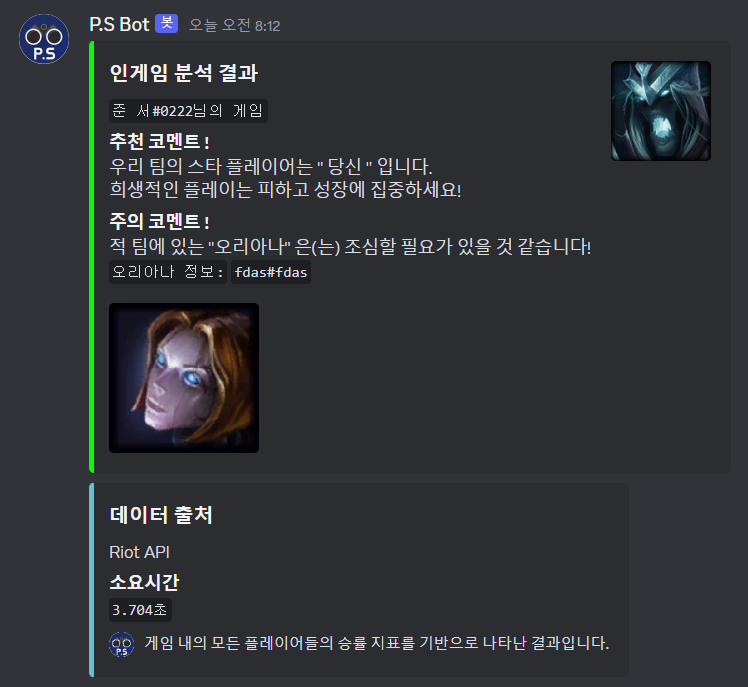 P.S Bot 봇 오늘 오전 8:12
P.S
인게임 분석 결과
준 서#0222님의 게임
추천 코멘트 !
우리 팀의 스타 플레이어는 " 당신 " 입니다.
희생적인 플레이는 피하고 성장에 집중하세요!
주의 코멘트 !
적 팀에 있는 "오리아나" 은(는) 조심할 필요가 있을 것 같습니다!
오리아나 정보: fdas#fdas
데이터 출처
Riot API
소요시간
3.704초
P.S
게임 내의 모든 플레이어들의 승률 지표를 기반으로 나타난 결과입니다.